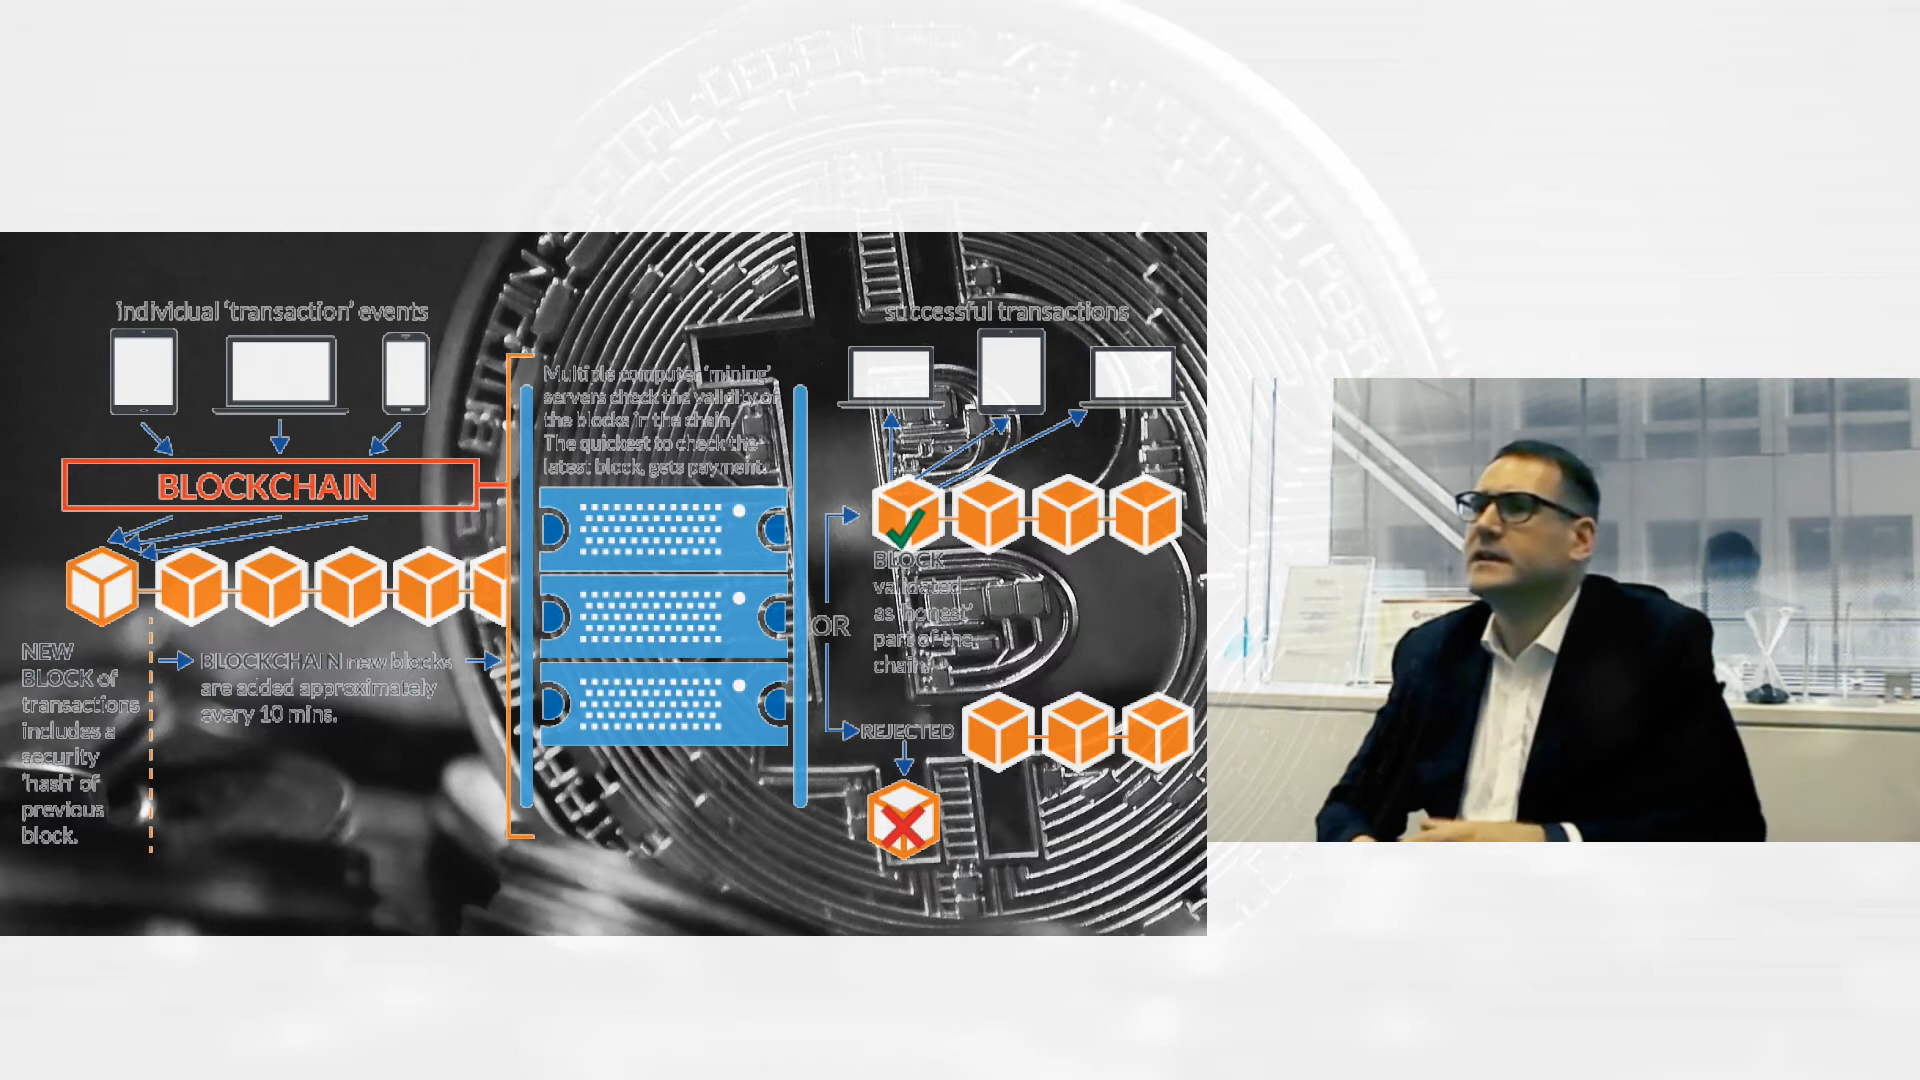 individual 'transaction' events
BLOCKCHAIN
NEW
BLOCK of
transactions
includes a
security
'hash' of
previous
block.
BLOCKCHAIN new blocks
are added approximately
every 10 mins.
Multiple computer 'mining'
servers check the validity of
the blocks in the chain.
The quickest to check the
latest block, gets payment.
OR
successful transactions
BLOCK
validated
as 'honest'
part of the
chain.
REJECTED